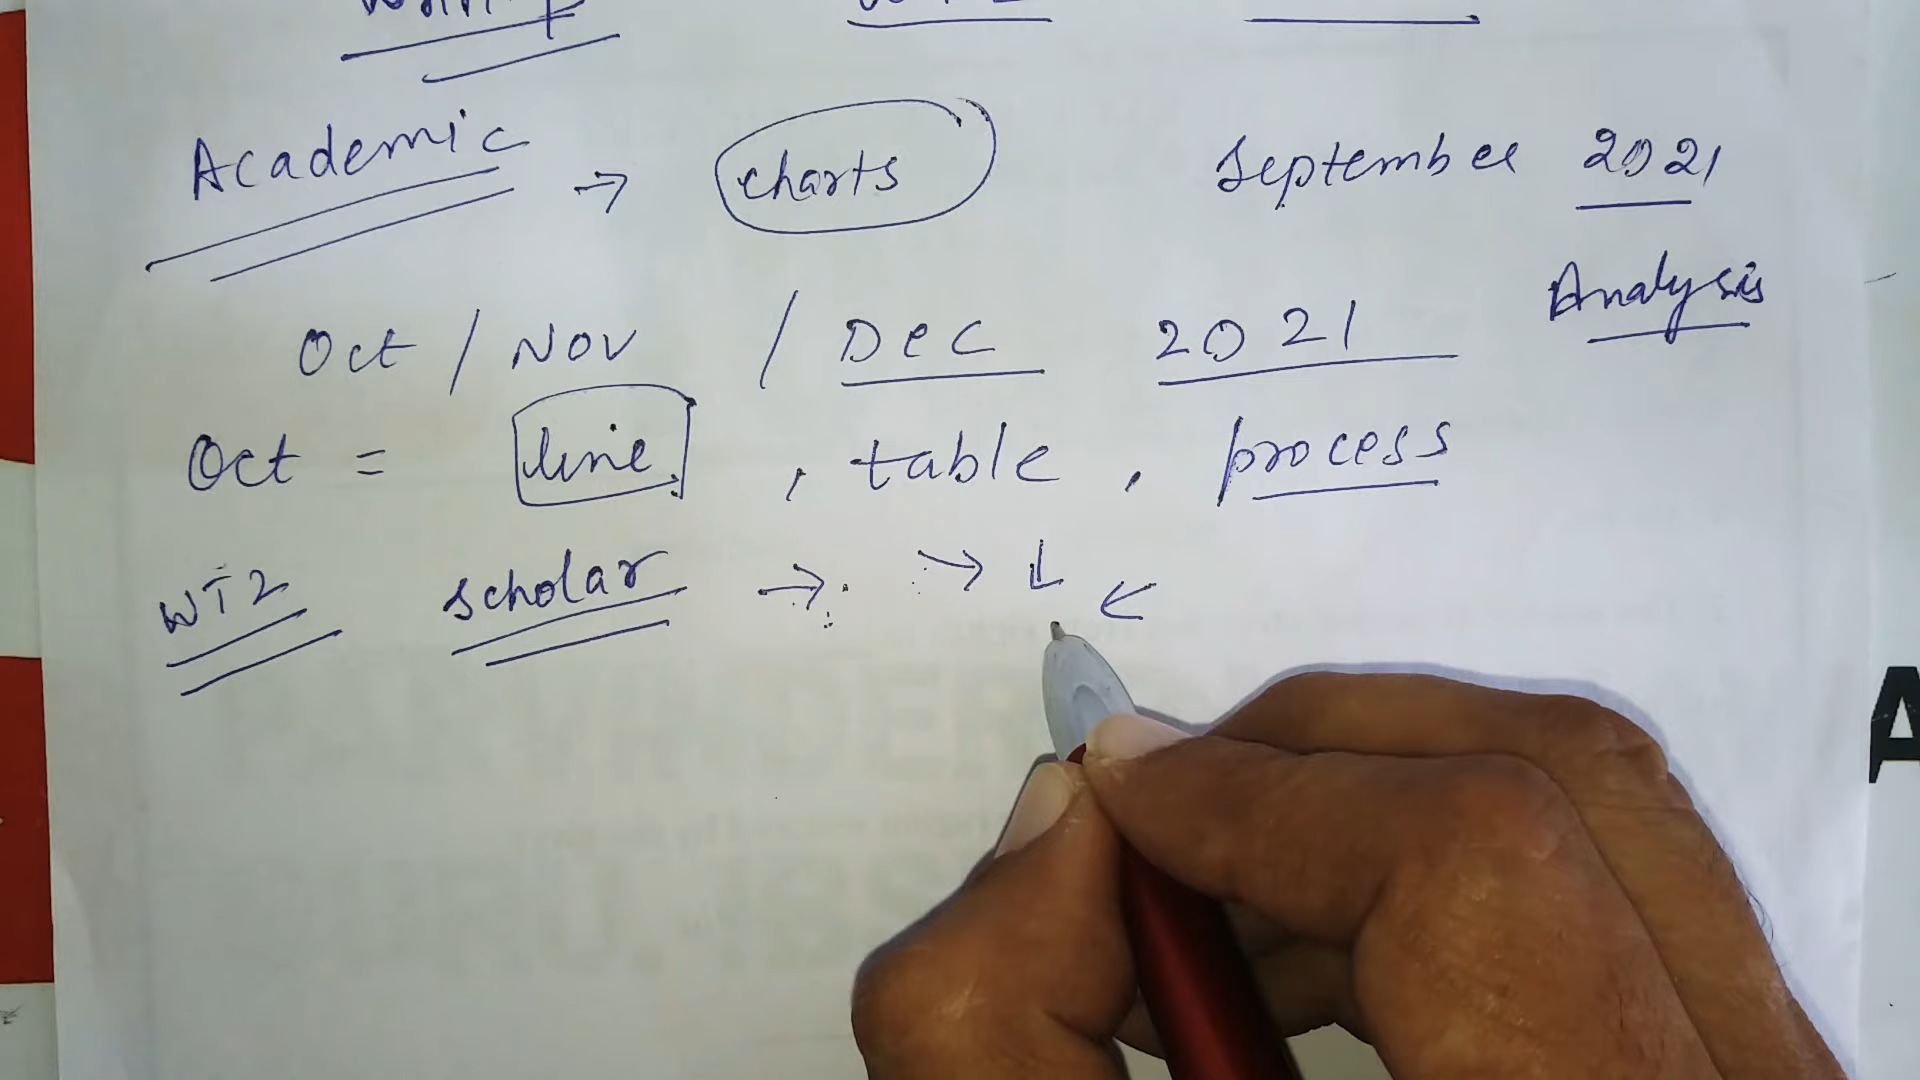 Academic → charts September 2021
Analysis
Oct / Nov / Dec 2021
Oct = line , table , process
WT2 scholar → → ↓ ←
A